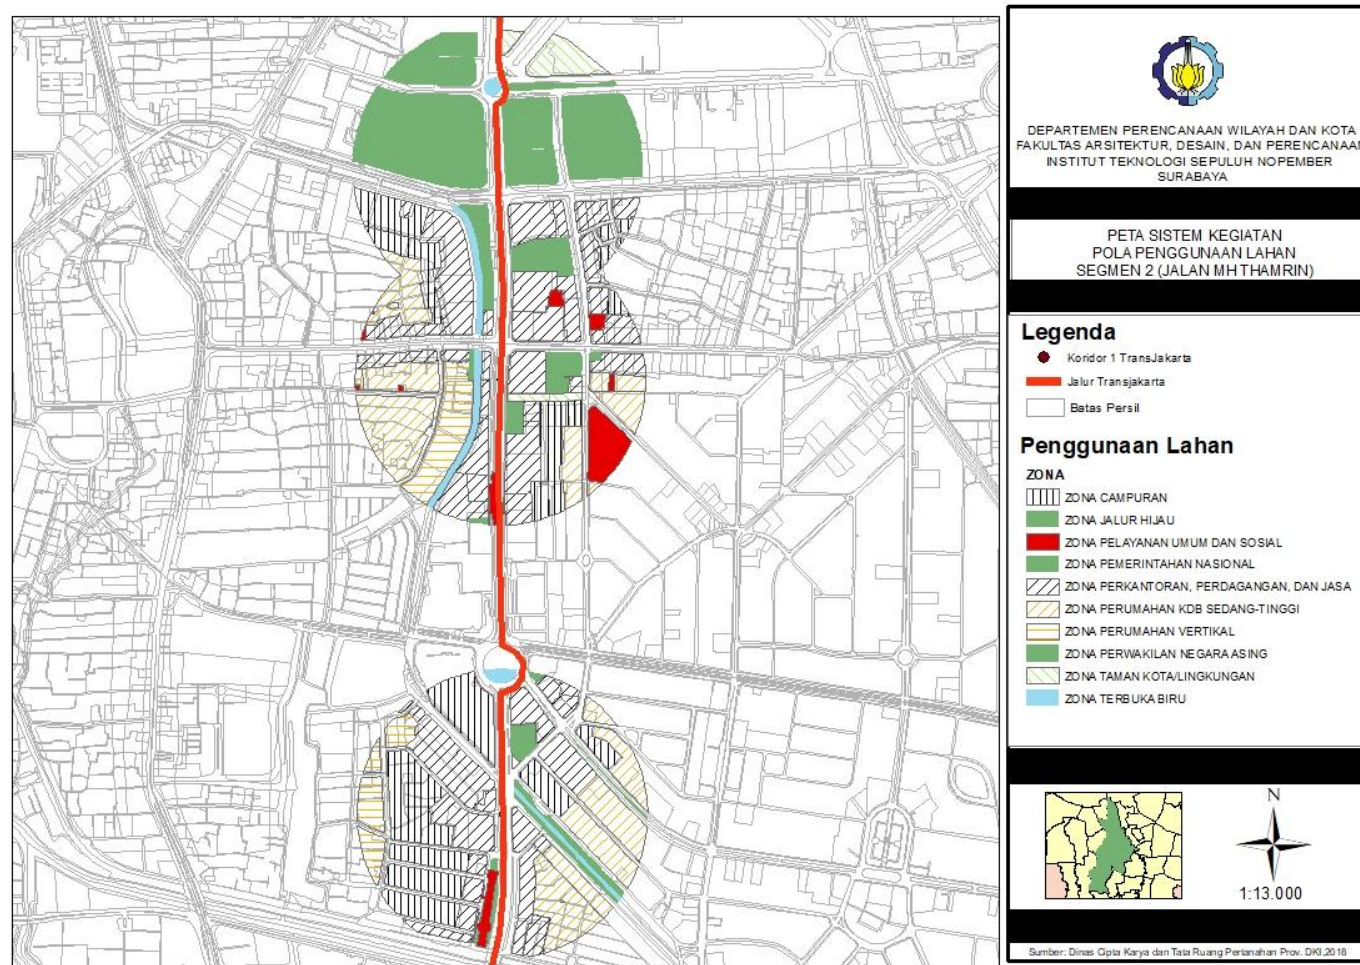 DEPARTEMEN PERENCANAAN WILAYAH DAN KOTA
FAKULTAS ARSITEKTUR, DESAIN, DAN PERENCANAAN
INSTITUT TEKNOLOGI SEPULUH NOPEMBER
SURABAYA
PETA SISTEM KEGIATAN
POLA PENGGUNAAN LAHAN
SEGMEN 2 (JALAN MH THAMRIN)
Legenda
Koridor 1 TransJakarta
Jalur Transjakarta
Batas Persil
Penggunaan Lahan
ZONA
ZONA CAMPURAN
ZONA JALUR HIJAU
ZONA PELAYANAN UMUM DAN SOSIAL
ZONA PEMERINTAHAN NASIONAL
ZONA PERKANTORAN, PERDAGANGAN, DAN JASA
ZONA PERUMAHAN KDB SEDANG-TINGGI
ZONA PERUMAHAN VERTIKAL
ZONA PERWAKILAN NEGARA ASING
ZONA TAMAN KOTA/LINGKUNGAN
ZONA TERBUKA BIRU
N
1:13.000
Sumber: Dinas Cipta Karya dan Tata Ruang Pertanahan Prov. DKI,2018